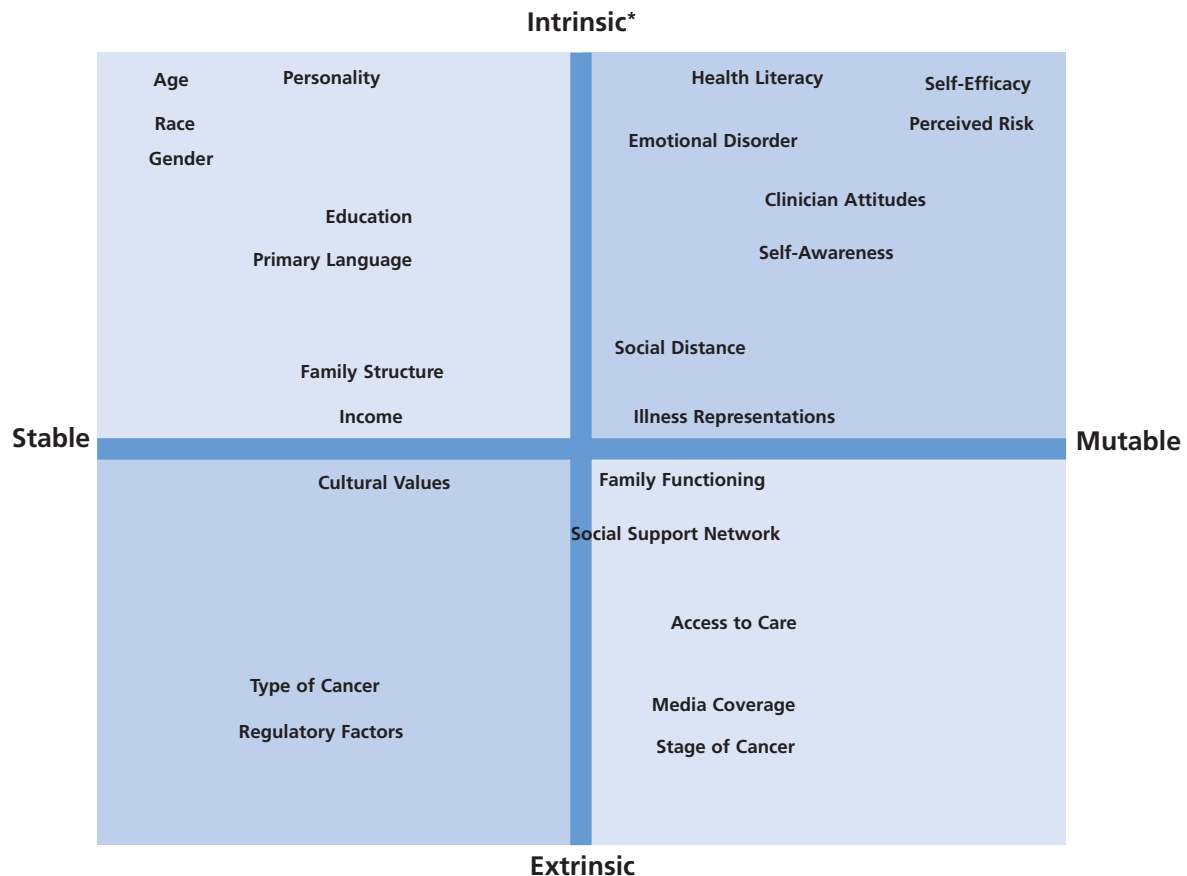 Intrinsic*
Age
Personality
Race
Gender
Education
Primary Language
Family Structure
Income
Health Literacy
Self-Efficacy
Perceived Risk
Emotional Disorder
Clinician Attitudes
Self-Awareness
Social Distance
Illness Representations
Stable
Mutable
Cultural Values
Type of Cancer
Regulatory Factors
Family Functioning
Social Support Network
Access to Care
Media Coverage
Stage of Cancer
Extrinsic